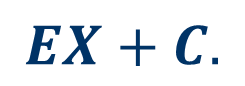 EX + C.